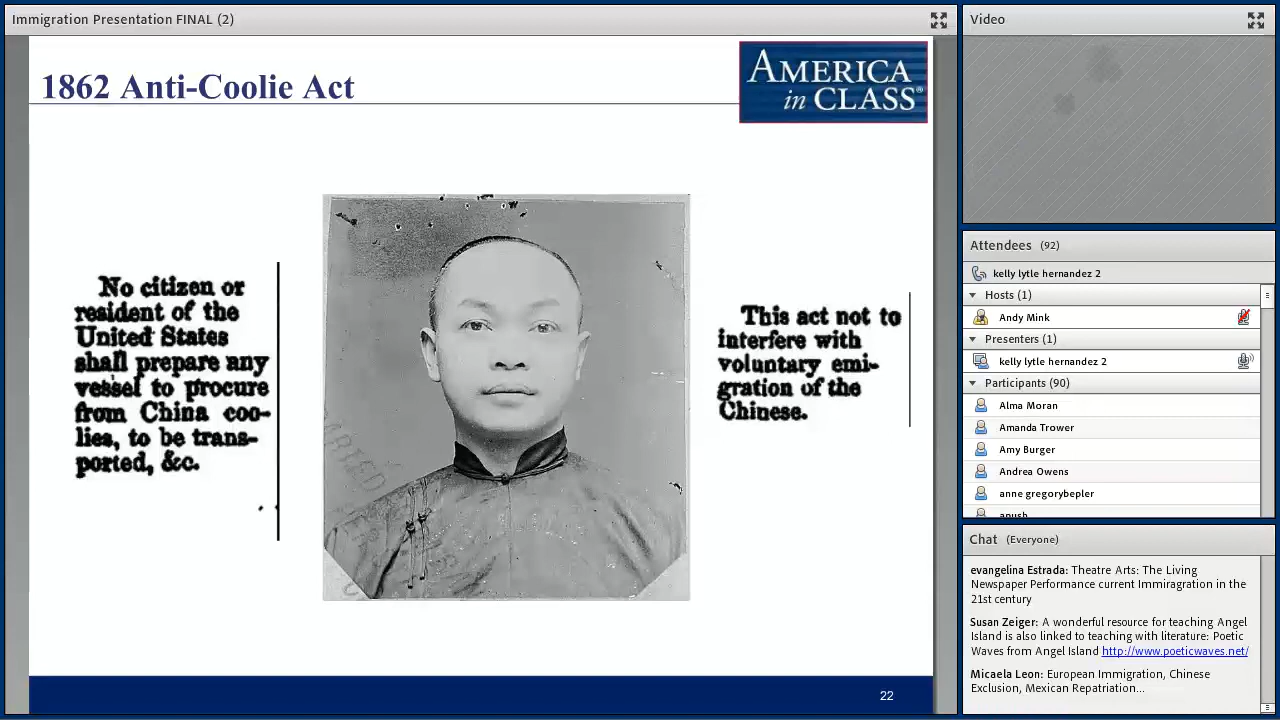 Immigration Presentation FINAL (2)
1862 Anti-Coolie Act
AMERICA
in CLASS®
No citizen or
resident of the
United States
shall prepare any
vessel to procure
from China coo-
lies, to be trans-
ported, &c.
This act not to
interfere with
voluntary emi-
gration of the
Chinese.
22
Video
Attendees (92)
kelly lytle hernandez 2
Hosts (1)
Andy Mink
Presenters (1)
kelly lytle hernandez 2
Participants (90)
Alma Moran
Amanda Trower
Amy Burger
Andrea Owens
anne gregorybepler
Chat (Everyone)
evangelina Estrada: Theatre Arts: The Living
Newspaper Performance current Immiragration in the
21st century
Susan Zeiger: A wonderful resource for teaching Angel
Island is also linked to teaching with literature: Poetic
Waves from Angel Island http://www.poeticwaves.net/
Micaela Leon: European Immigration, Chinese
Exclusion, Mexican Repatriation...